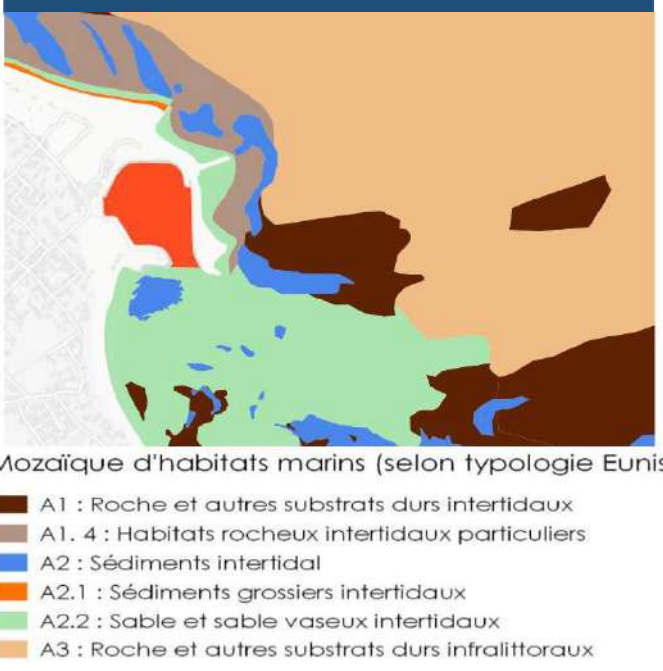 Mozaïque d'habitats marins (selon typologie Eunis
A1 : Roche et autres substrats durs intertidaux
A1. 4 : Habitats rocheux intertidaux particuliers
A2 : Sédiments intertidal
A2.1 : Sédiments grossiers intertidaux
A2.2 : Sable et sable vaseux intertidaux
A3 : Roche et autres substrats durs infralittoraux